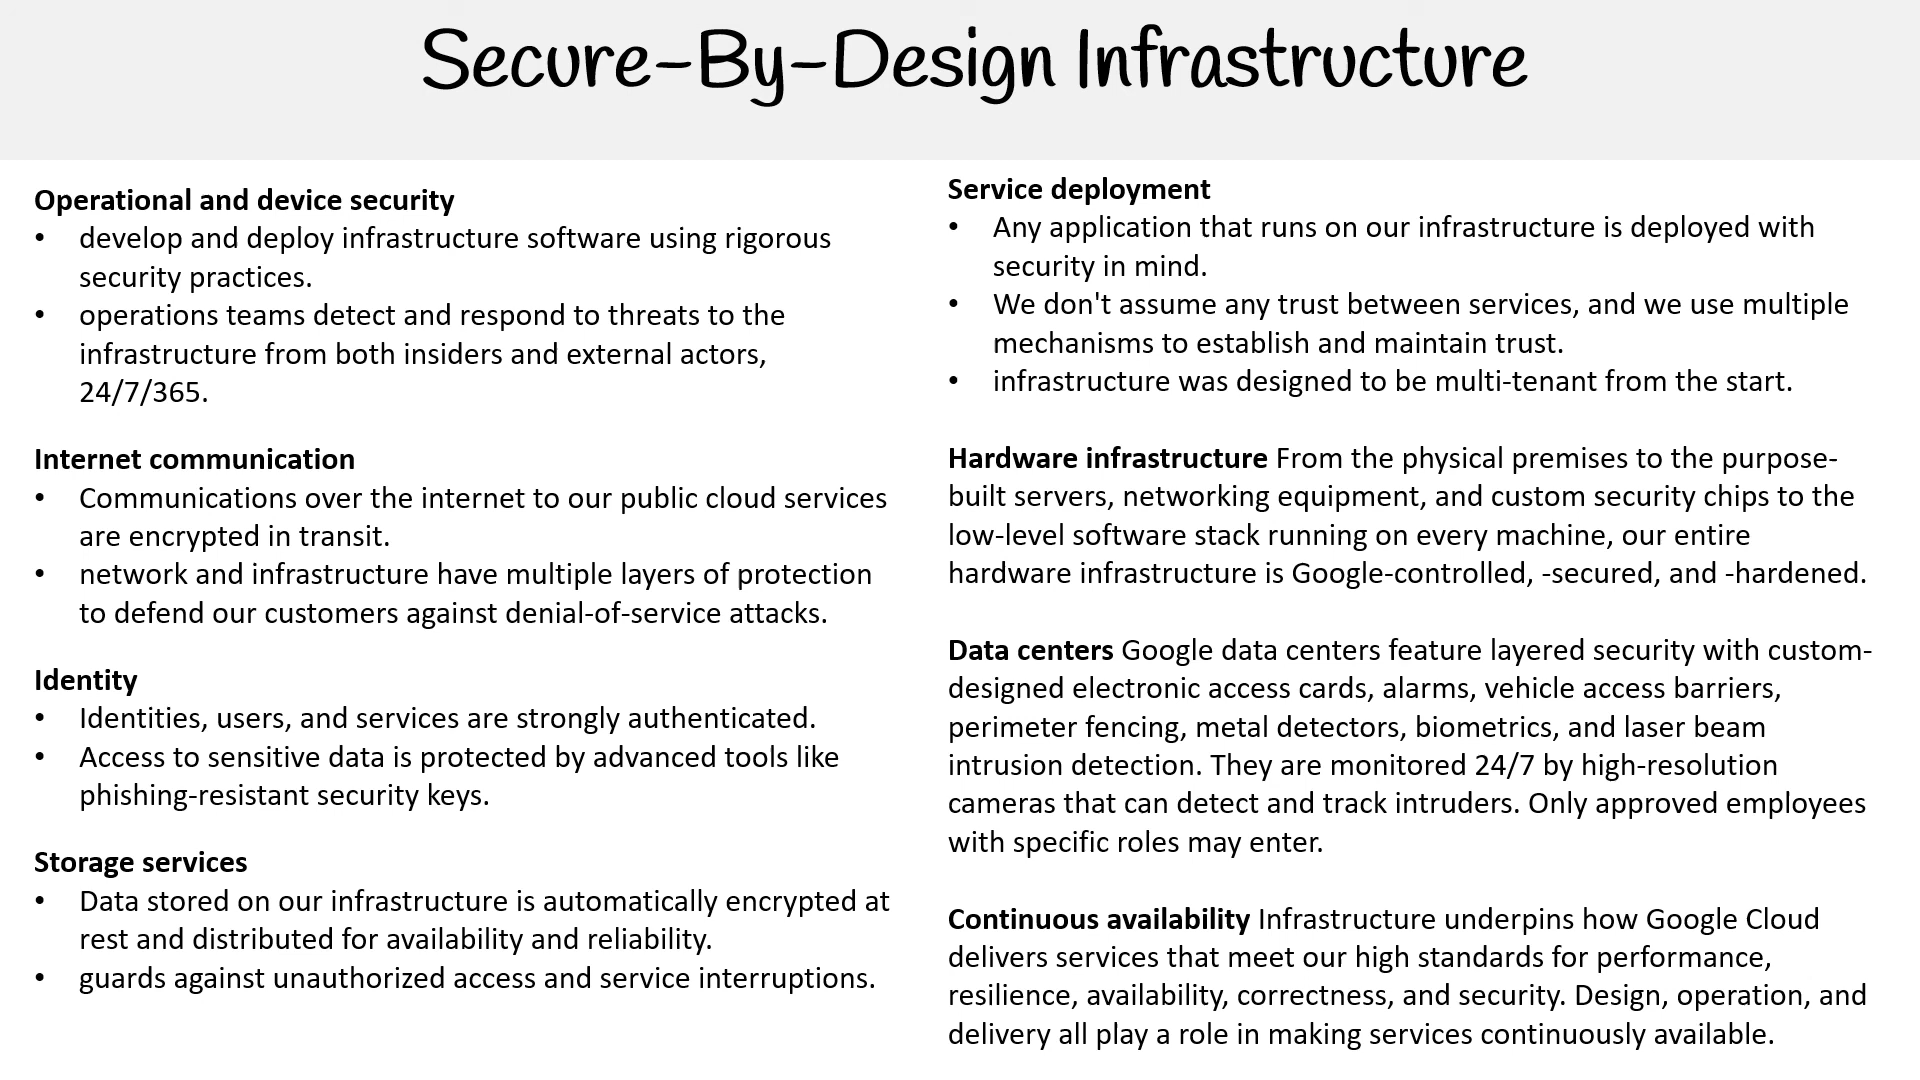 Secure-By-Design Infrastructure
Operational and device security
• develop and deploy infrastructure software using rigorous
security practices.
• operations teams detect and respond to threats to the
infrastructure from both insiders and external actors,
24/7/365.
Internet communication
• Communications over the internet to our public cloud services
are encrypted in transit.
• network and infrastructure have multiple layers of protection
to defend our customers against denial-of-service attacks.
Identity
• Identities, users, and services are strongly authenticated.
• Access to sensitive data is protected by advanced tools like
phishing-resistant security keys.
Storage services
• Data stored on our infrastructure is automatically encrypted at
rest and distributed for availability and reliability.
• guards against unauthorized access and service interruptions.
Service deployment
• Any application that runs on our infrastructure is deployed with
security in mind.
• We don't assume any trust between services, and we use multiple
mechanisms to establish and maintain trust.
• infrastructure was designed to be multi-tenant from the start.
Hardware infrastructure From the physical premises to the purpose-
built servers, networking equipment, and custom security chips to the
low-level software stack running on every machine, our entire
hardware infrastructure is Google-controlled, -secured, and -hardened.
Data centers Google data centers feature layered security with custom-
designed electronic access cards, alarms, vehicle access barriers,
perimeter fencing, metal detectors, biometrics, and laser beam
intrusion detection. They are monitored 24/7 by high-resolution
cameras that can detect and track intruders. Only approved employees
with specific roles may enter.
Continuous availability Infrastructure underpins how Google Cloud
delivers services that meet our high standards for performance,
resilience, availability, correctness, and security. Design, operation, and
delivery all play a role in making services continuously available.